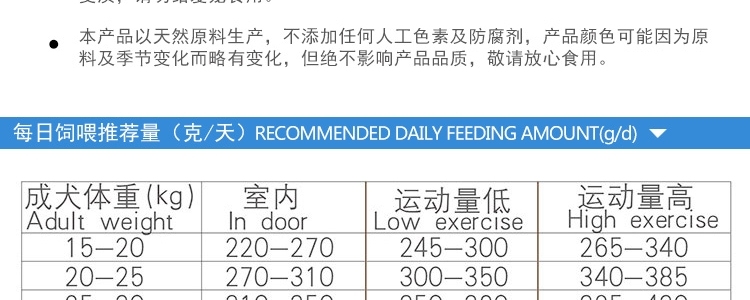 本产品以天然原料生产，不添加任何人工色素及防腐剂，产品颜色可能因为原
料及季节变化而略有变化，但绝不影响产品品质，敬请放心食用。
每日饲喂推荐量（克/天）RECOMMENDED DAILY FEEDING AMOUNT(g/d)
成犬体重(kg) 室内 运动量低 运动量高
Adult weight In door Low exercise High exercise
15—20 220—270 245—300 265—340
20—25 270—310 300—350 340—385